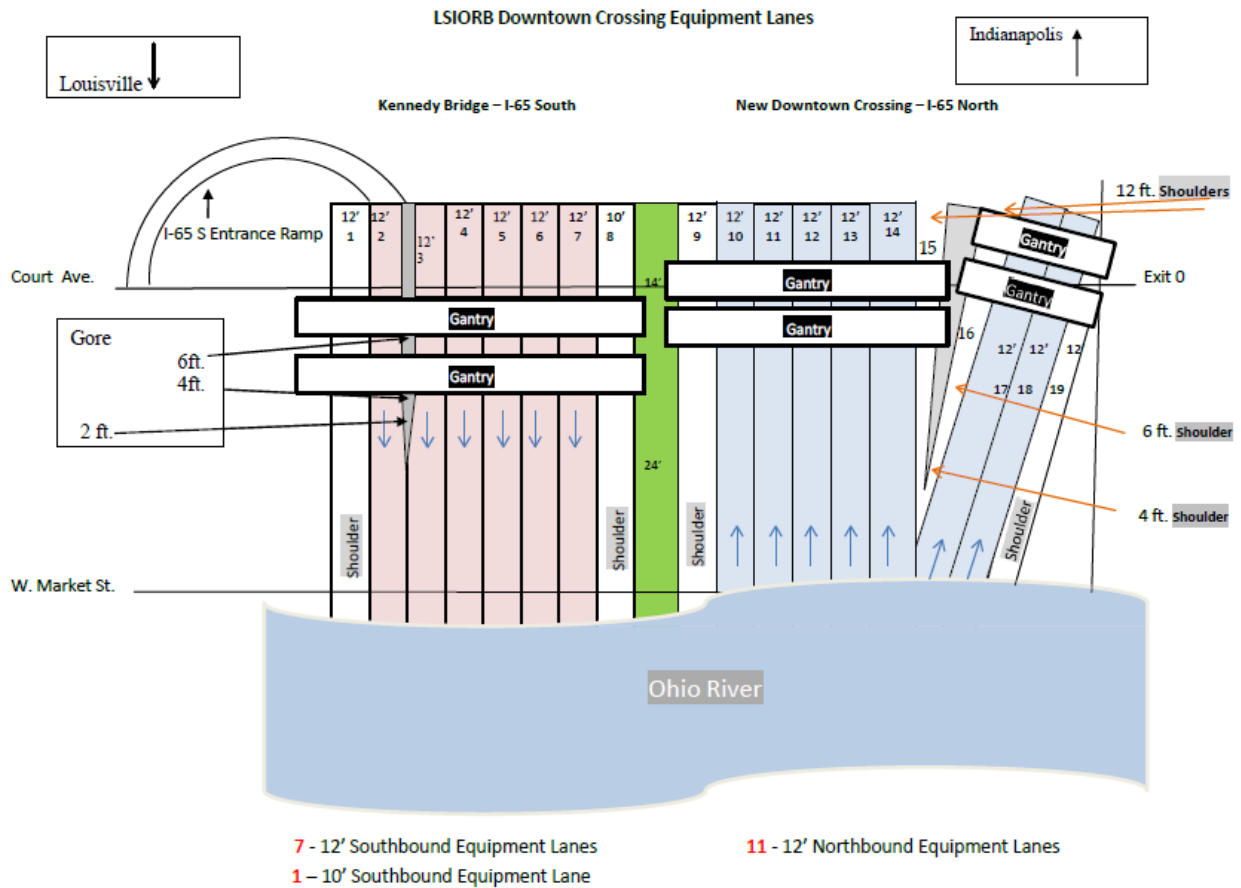 LSIORB Downtown Crossing Equipment Lanes
Louisville
Indianapolis
Kennedy Bridge – I-65 South
New Downtown Crossing – I-65 North
12 ft. Shoulders
I-65 S Entrance Ramp
12' 12' 12' 12' 12' 12' 12' 10' 12' 12' 12' 12' 12' 12'
1 2 3 4 5 6 7 8 9 10 11 12 13 14 15
Court Ave.
14'
Gantry
Gantry
Exit 0
Gantry
Gantry
Gantry
Gantry
Gore
6ft.
4ft.
2 ft.
16
12' 12' 12
17 18 19
6 ft. Shoulder
24'
4 ft. Shoulder
Shoulder
Shoulder
Shoulder
Shoulder
W. Market St.
Ohio River
7 - 12' Southbound Equipment Lanes
11 - 12' Northbound Equipment Lanes
1 – 10' Southbound Equipment Lane